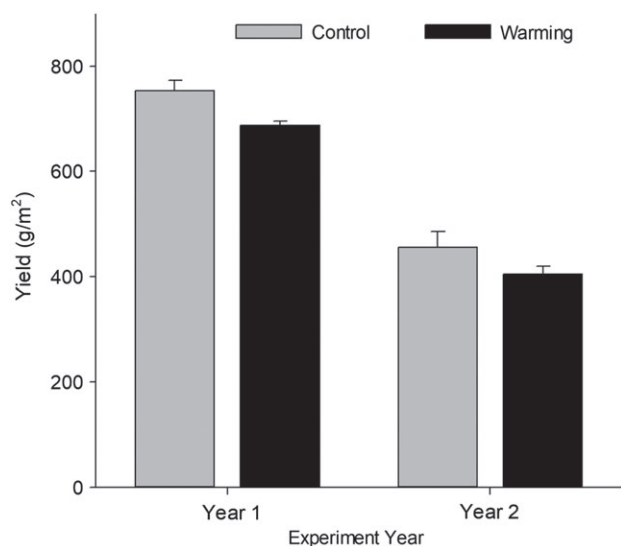 Control Warming
800
600
400
200
0
Yield (g/m²)
Year 1 Year 2
Experiment Year